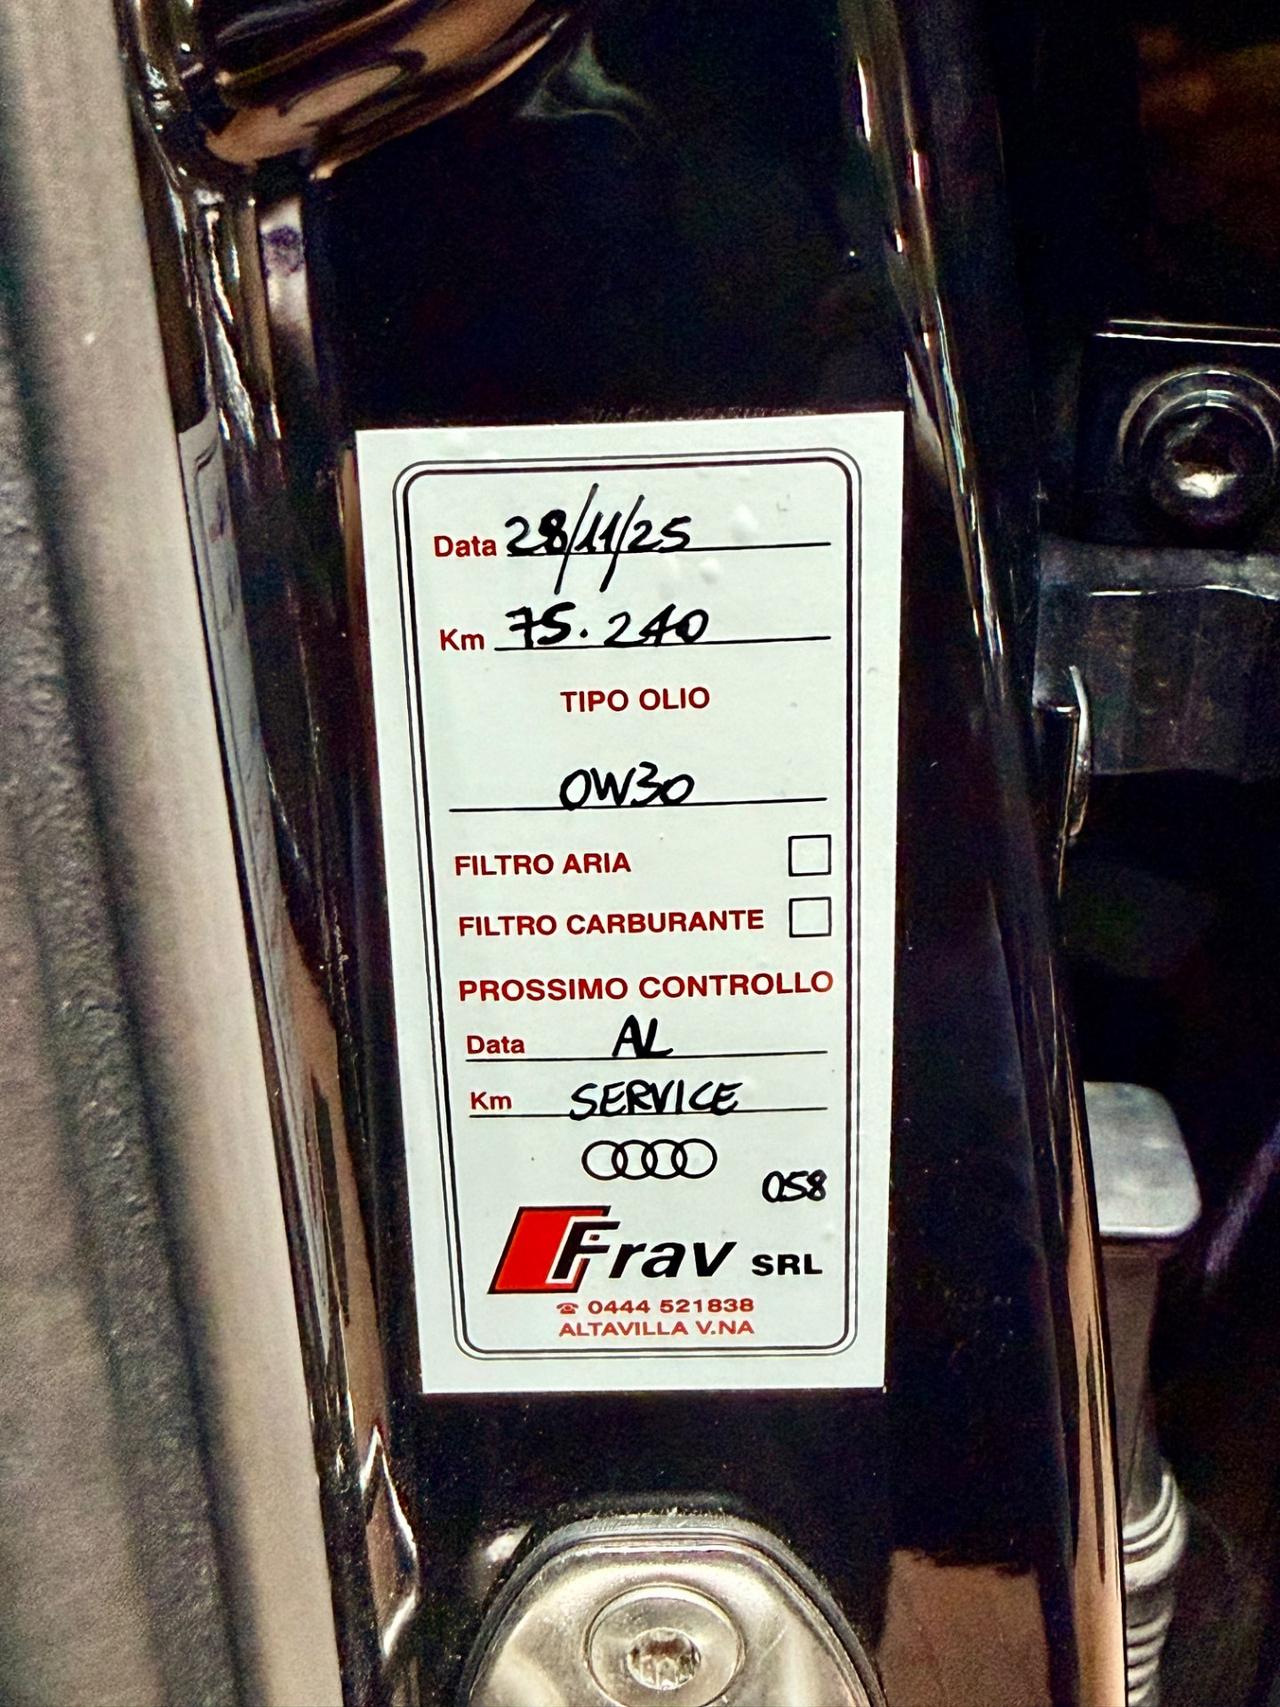 Data 28/11/25
Km 75.240
TIPO OLIO
0W30
FILTRO ARIA
FILTRO CARBURANTE
PROSSIMO CONTROLLO
Data AL
Km SERVICE
058
Frav SRL
☎ 0444 521838
ALTAVILLA V.NA